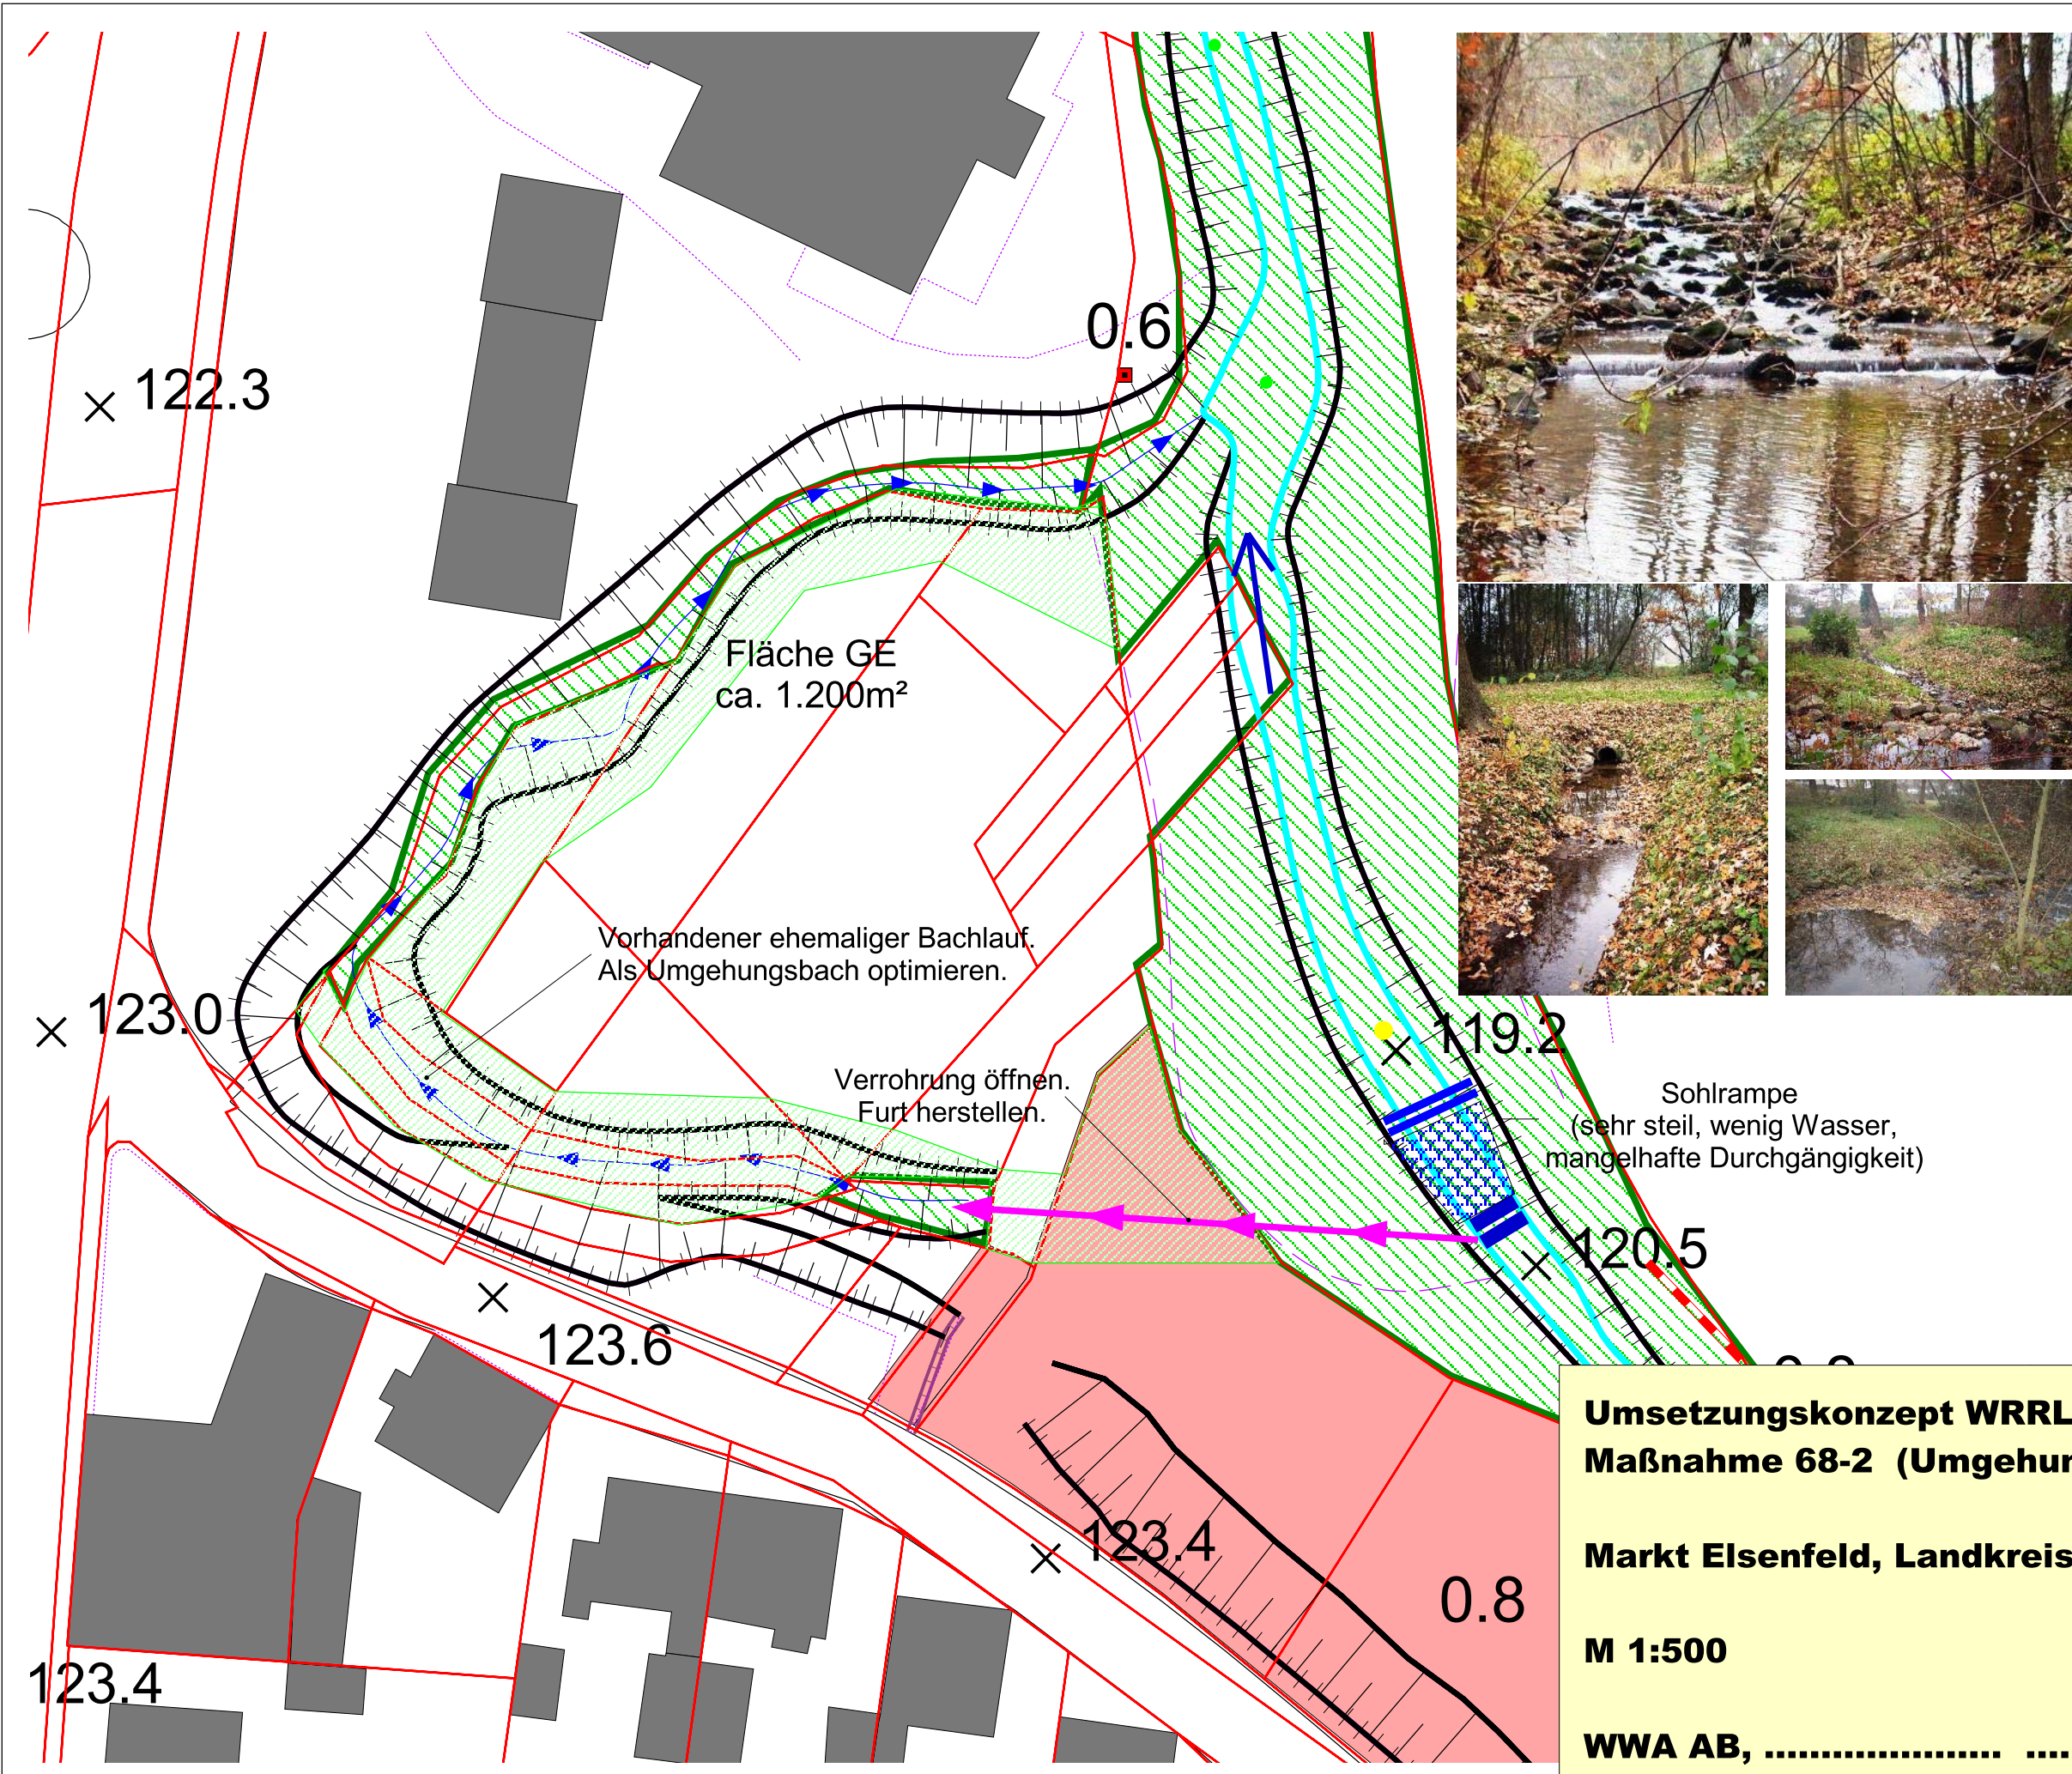 0.6
122.3
Fläche GE
ca. 1.200m²
Vorhandener ehemaliger Bachlauf.
Als Umgehungsbach optimieren.
123.0
119.2
Verrohrung öffnen.
Furt herstellen.
Sohlrampe
(sehr steil, wenig Wasser,
mangelhafte Durchgängigkeit)
120.5
123.6
Umsetzungskonzept WRRL
Maßnahme 68-2 (Umgehun
123.4
Markt Elsenfeld, Landkreis
0.8
M 1:500
123.4
WWA AB, ..................... ....